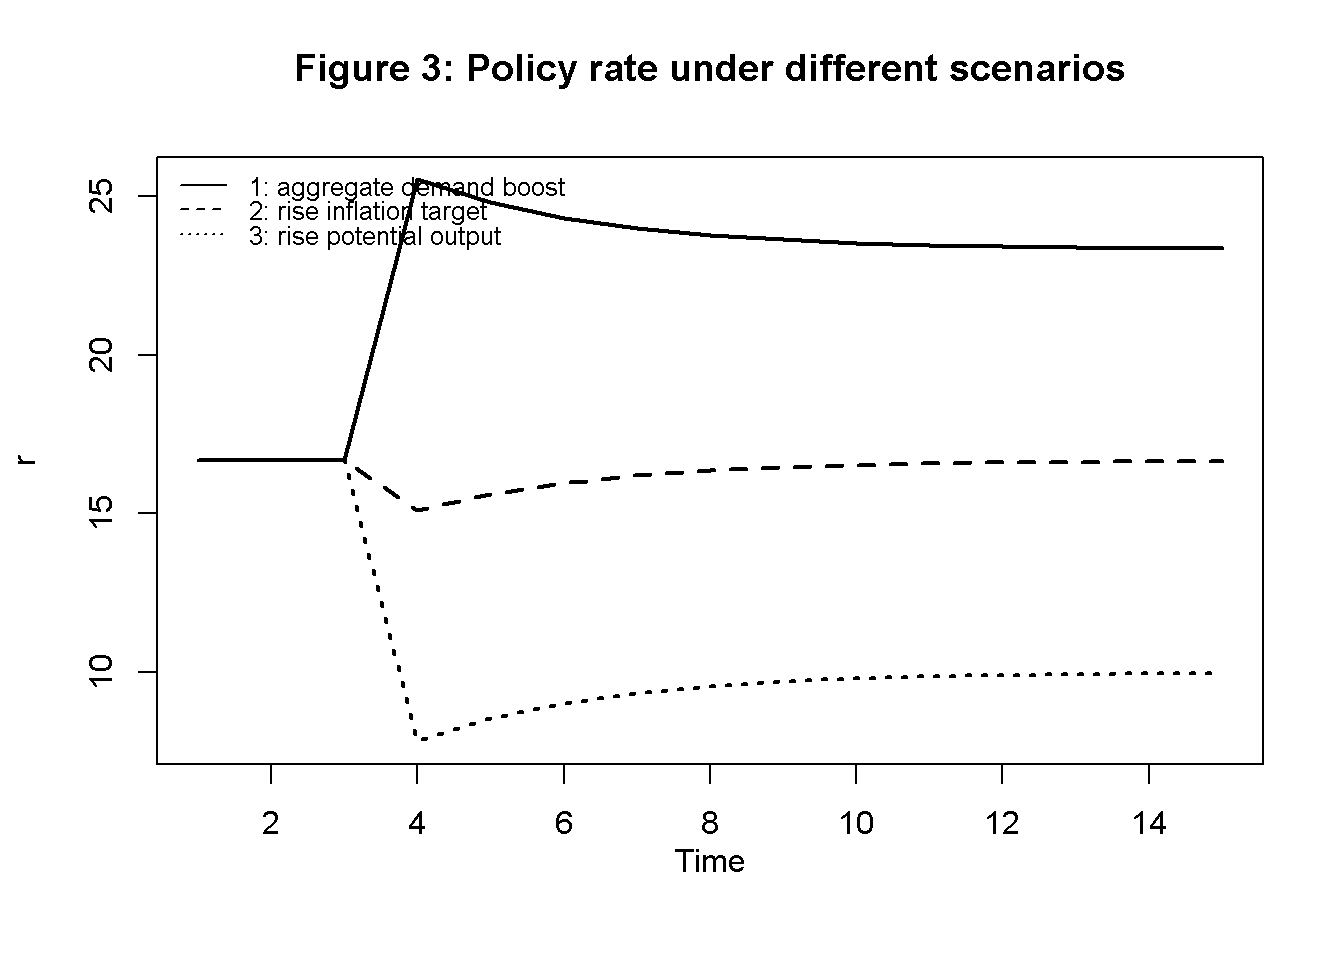 Figure 3: Policy rate under different scenarios
1: aggregate demand boost
2: rise inflation target
3: rise potential output
25
20
15
10
r
2 4 6 8 10 12 14
Time